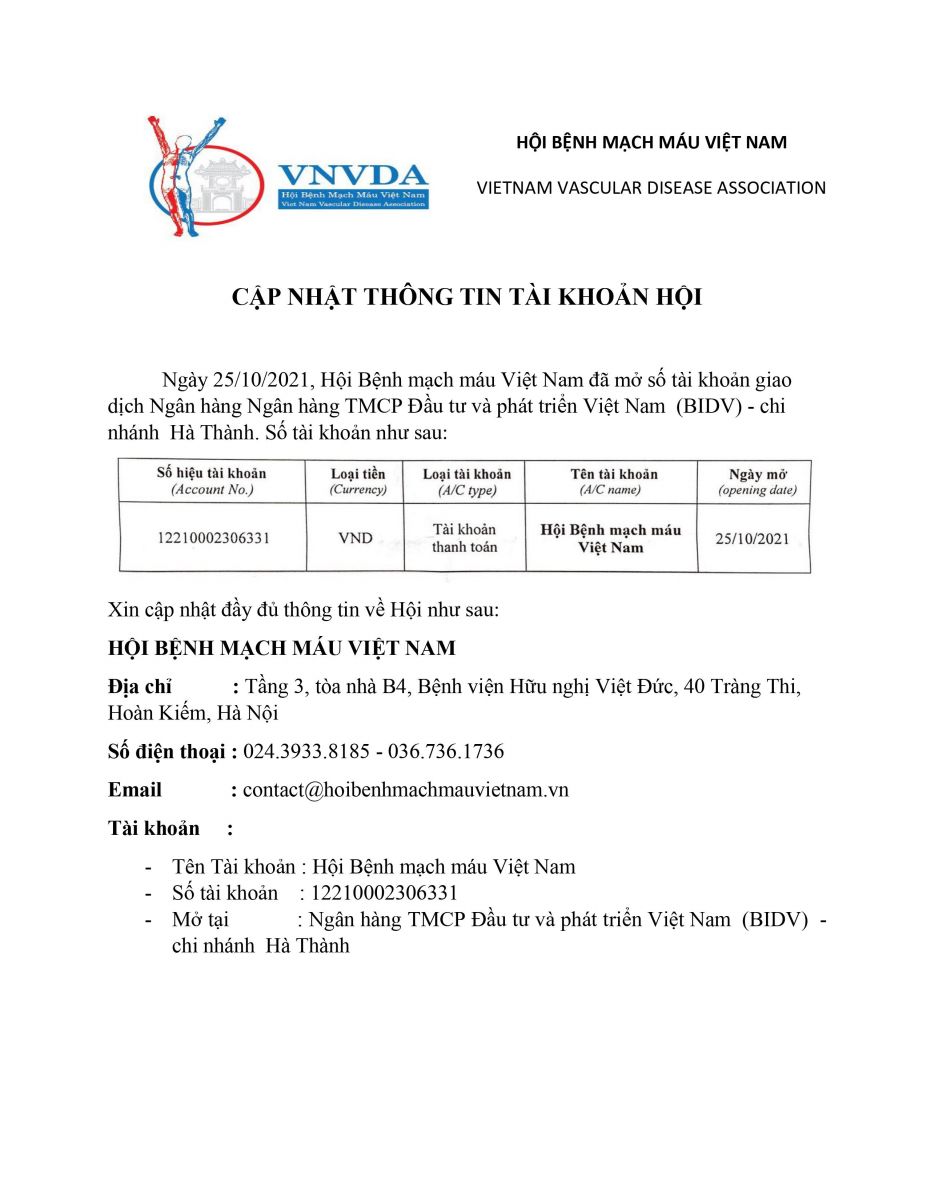 VNVDA
Hội Bệnh Mạch Máu Việt Nam
Viet Nam Vascular Disease Association
HỘI BỆNH MẠCH MÁU VIỆT NAM
VIETNAM VASCULAR DISEASE ASSOCIATION
CẬP NHẬT THÔNG TIN TÀI KHOẢN HỘI
Ngày 25/10/2021, Hội Bệnh mạch máu Việt Nam đã mở số tài khoản giao
dịch Ngân hàng Ngân hàng TMCP Đầu tư và phát triển Việt Nam (BIDV) - chi
nhánh Hà Thành. Số tài khoản như sau:
Số hiệu tài khoản Loại tiền Loại tài khoản Tên tài khoản Ngày mở
(Account No.) (Currency) (A/C type) (A/C name) (opening date)
12210002306331 VND Tài khoản thanh toán Hội Bệnh mạch máu Việt Nam 25/10/2021
Xin cập nhật đầy đủ thông tin về Hội như sau:
HỘI BỆNH MẠCH MÁU VIỆT NAM
Địa chỉ : Tầng 3, tòa nhà B4, Bệnh viện Hữu nghị Việt Đức, 40 Tràng Thi,
Hoàn Kiếm, Hà Nội
Số điện thoại : 024.3933.8185 - 036.736.1736
Email : contact@hoibenhmachmauvietnam.vn
Tài khoản :
- Tên Tài khoản : Hội Bệnh mạch máu Việt Nam
- Số tài khoản : 12210002306331
- Mở tại : Ngân hàng TMCP Đầu tư và phát triển Việt Nam (BIDV) -
chi nhánh Hà Thành